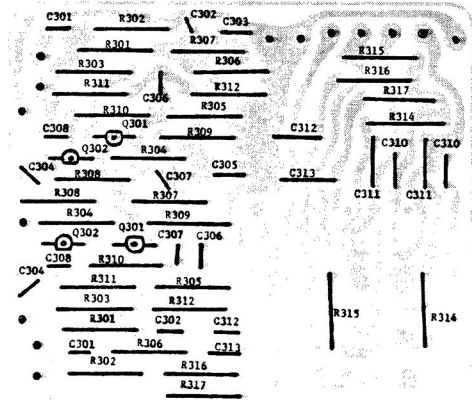 C301 R302 C302 C303
R301 R307 R315
R303 R306 R316
R311 C306 R312 R317
R310 Q301 R305 R314
C308 R309 C312
Q302 R304 C310 C310
C304 R308 C307 C305 C313
R308 R307 C311 C311
R304 R309
Q302 Q301 C307 C306
C308 R310
C304 R311 R305
R303 R312 R315 R314
R301 C302 C312
C301 R306 C313
R302 R316
R317